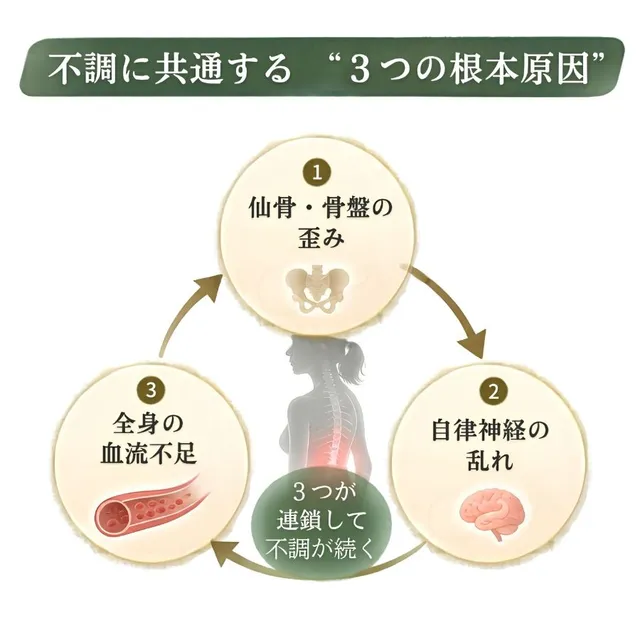 不調に共通する “３つの根本原因”
1
仙骨・骨盤の
歪み
2
自律神経の
乱れ
3
全身の
血流不足
３つが
連鎖して
不調が続く